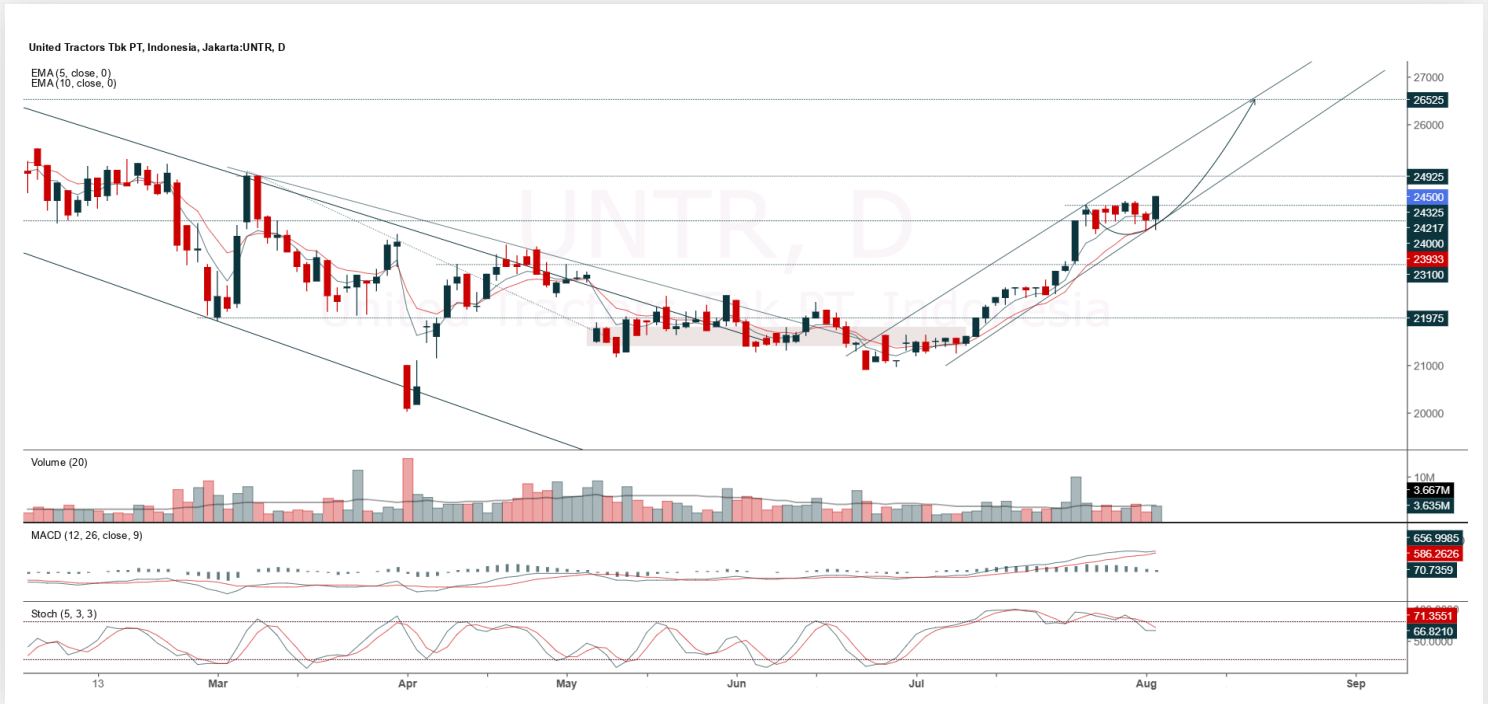 United Tractors Tbk PT, Indonesia, Jakarta:UNTR, D
EMA (5, close, 0)
EMA (10, close, 0)
UNTR, D
United Tractors Tbk PT, Indonesia
27000
26525
26000
24925
24500
24325
24217
24000
23933
23100
21975
21000
20000
Volume (20)
10M
3.667M
3.635M
MACD (12, 26, close, 9)
656.9985
586.2626
70.7359
Stoch (5, 3, 3)
71.3551
66.8210
50.0000
13 Mar Apr May Jun Jul Aug Sep